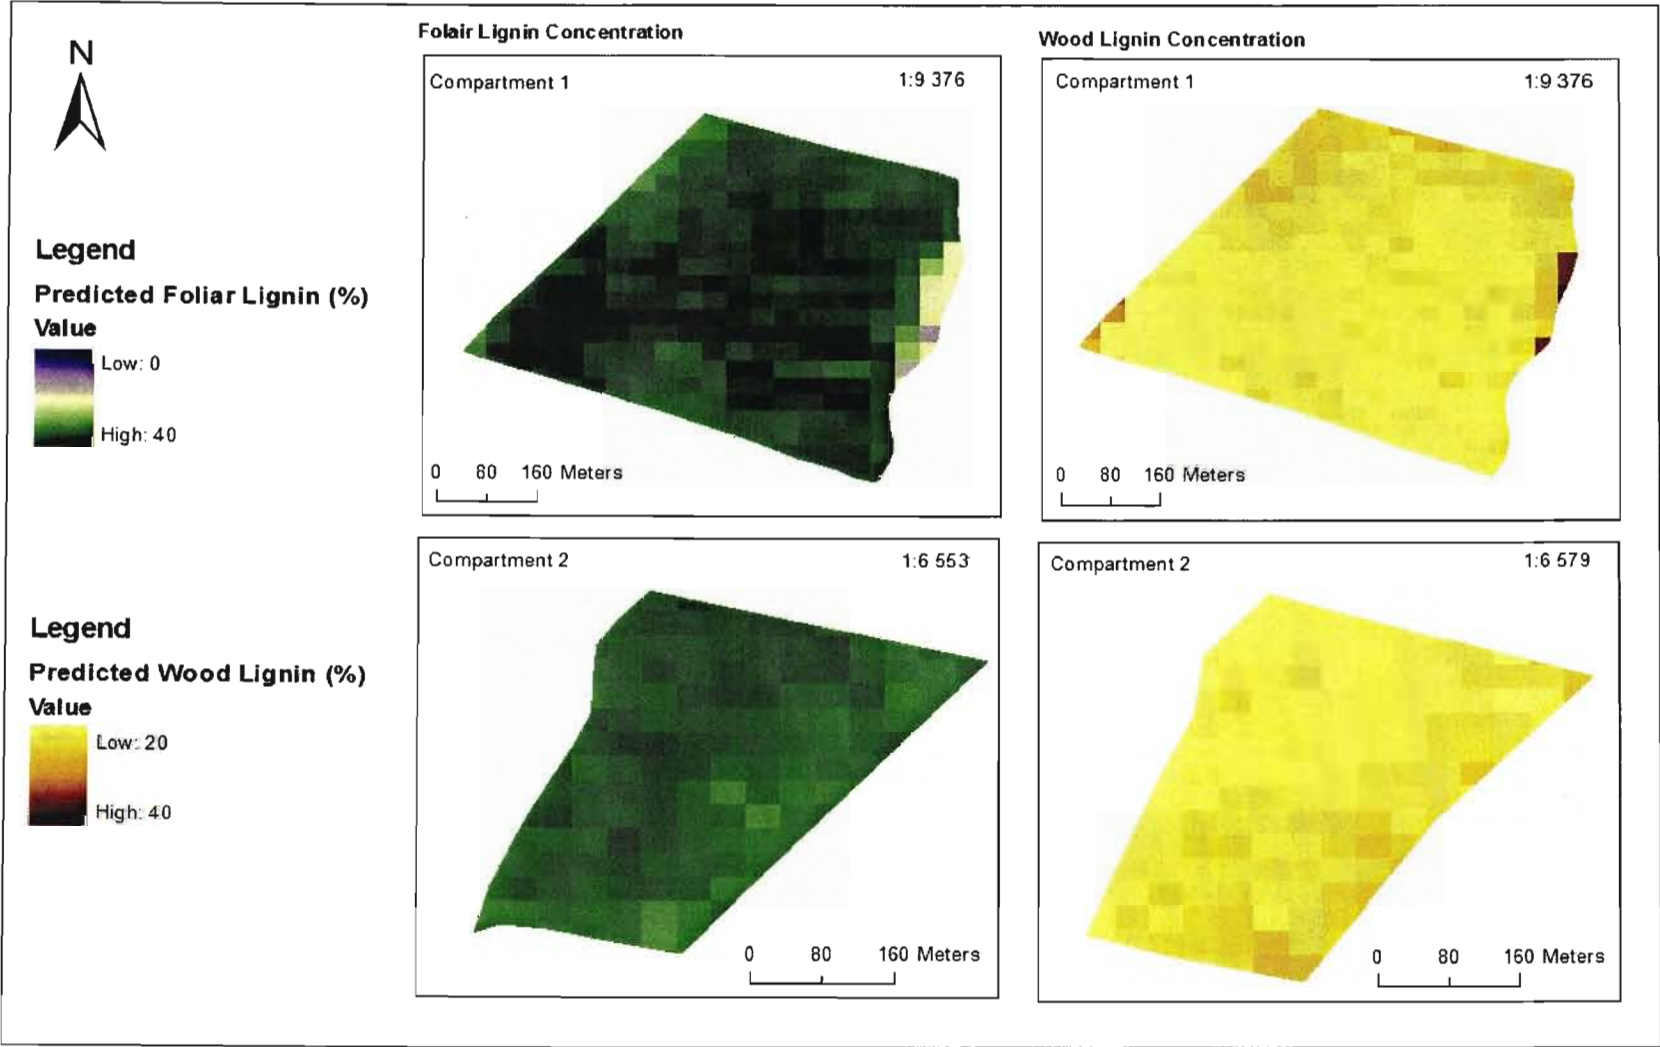 N
Legend
Predicted Foliar Lignin (%)
Value
Low: 0
High: 40
Legend
Predicted Wood Lignin (%)
Value
Low: 20
High: 40
Folair Lignin Concentration
Compartment 1 1:9 376
0 80 160 Meters
Wood Lignin Concentration
Compartment 1 1:9 376
0 80 160 Meters
Compartment 2 1:6 553
0 80 160 Meters
Compartment 2 1:6 579
0 80 160 Meters